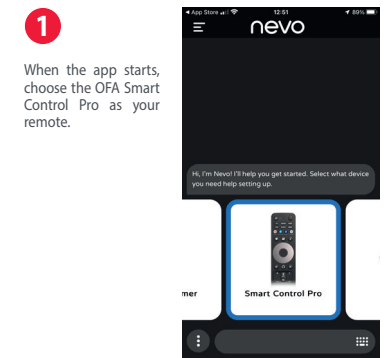 1
When the app starts,
choose the OFA Smart
Control Pro as your
remote.
App Store 12:51 89%
nevo
Hi, I'm Nevo! I'll help you get started. Select what device
you need help setting up.
mer
Smart Control Pro